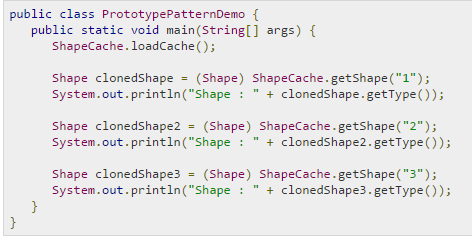 public class PrototypePatternDemo {
   public static void main(String[] args) {
      ShapeCache.loadCache();

      Shape clonedShape = (Shape) ShapeCache.getShape("1");
      System.out.println("Shape : " + clonedShape.getType());

      Shape clonedShape2 = (Shape) ShapeCache.getShape("2");
      System.out.println("Shape : " + clonedShape2.getType());

      Shape clonedShape3 = (Shape) ShapeCache.getShape("3");
      System.out.println("Shape : " + clonedShape3.getType());
   }
}